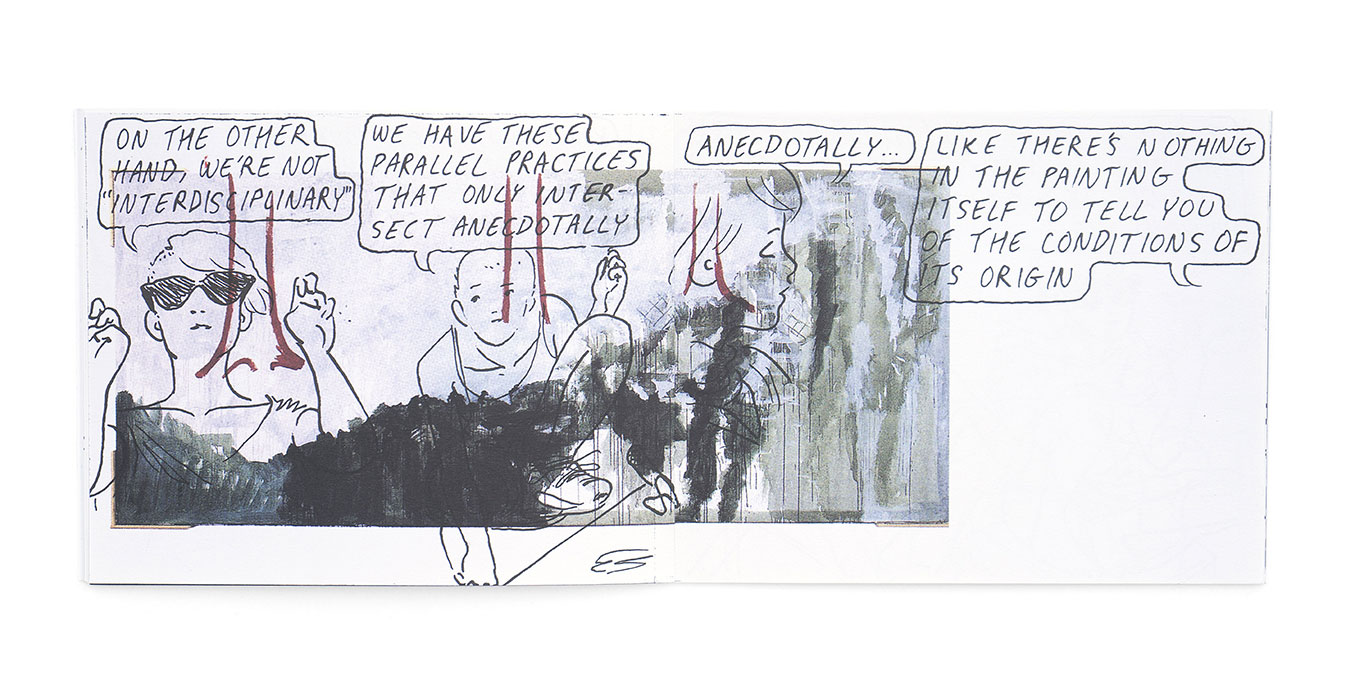 ON THE OTHER
HAND, WE'RE NOT
"INTERDISCIPLINARY"
WE HAVE THESE
PARALLEL PRACTICES
THAT ONLY INTER-
SECT ANECDOTALLY
ANECDOTALLY...
LIKE THERE'S NOTHING
IN THE PAINTING
ITSELF TO TELL YOU
OF THE CONDITIONS OF
ITS ORIGIN
ES